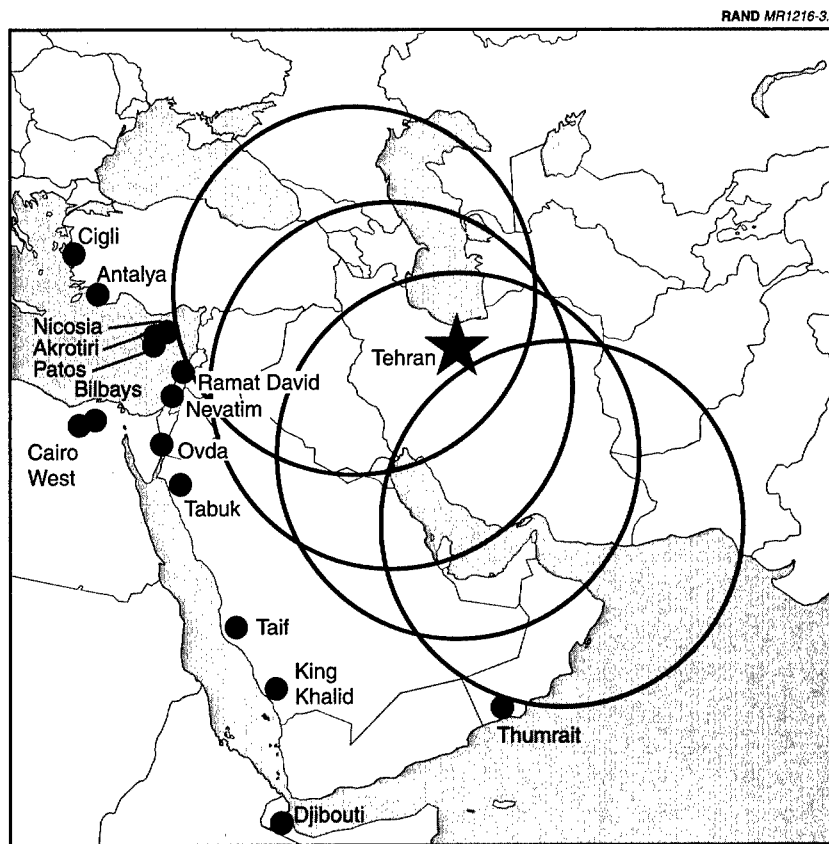 RAND MR1216-3.
Cigli
Antalya
Nicosia
Akrotiri
Patos
Bilbays
Tehran
Ramat David
Nevatim
Cairo
West
Ovda
Tabuk
Taif
King
Khalid
Thumrait
Djibouti